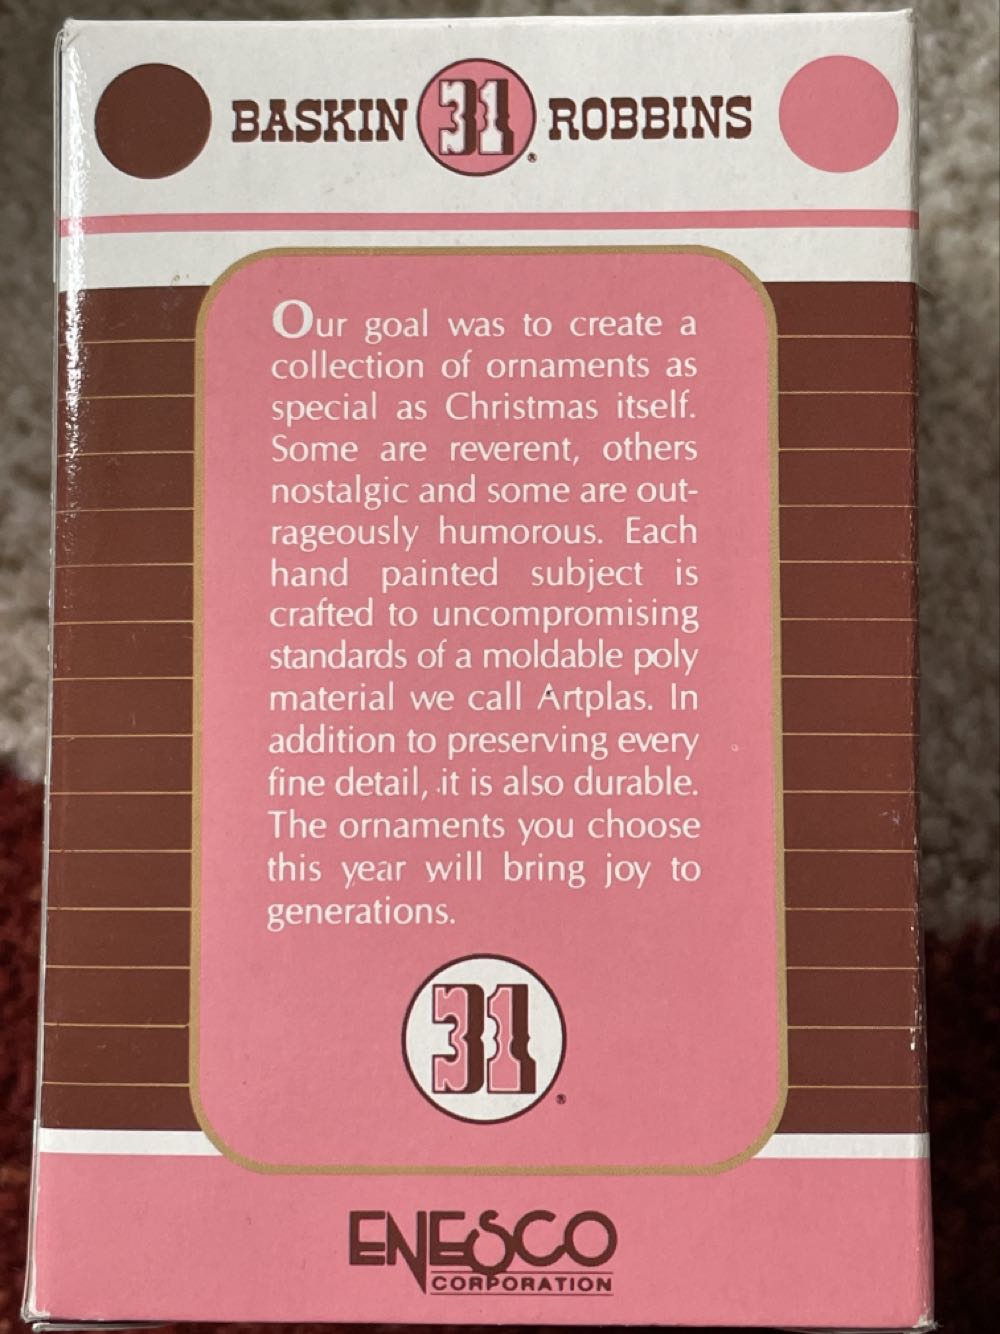 BASKIN 31 ® ROBBINS
Our goal was to create a
collection of ornaments as
special as Christmas itself.
Some are reverent, others
nostalgic and some are out-
rageously humorous. Each
hand painted subject is
crafted to uncompromising
standards of a moldable poly
material we call Artplas. In
addition to preserving every
fine detail, it is also durable.
The ornaments you choose
this year will bring joy to
generations.
31 ®
ENESCO
CORPORATION